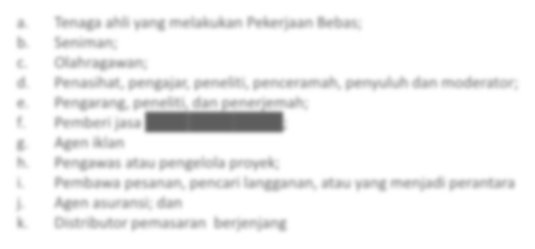 a. Tenaga ahli yang melakukan Pekerjaan Bebas;
b. Seniman;
c. Olahragawan;
d. Penasihat, pengajar, peneliti, penceramah, penyuluh dan moderator;
e. Pengarang, peneliti, dan penerjemah;
f. Pemberi jasa ;
g. Agen iklan
h. Pengawas atau pengelola proyek;
i. Pembawa pesanan, pencari langganan, atau yang menjadi perantara
j. Agen asuransi; dan
k. Distributor pemasaran berjenjang